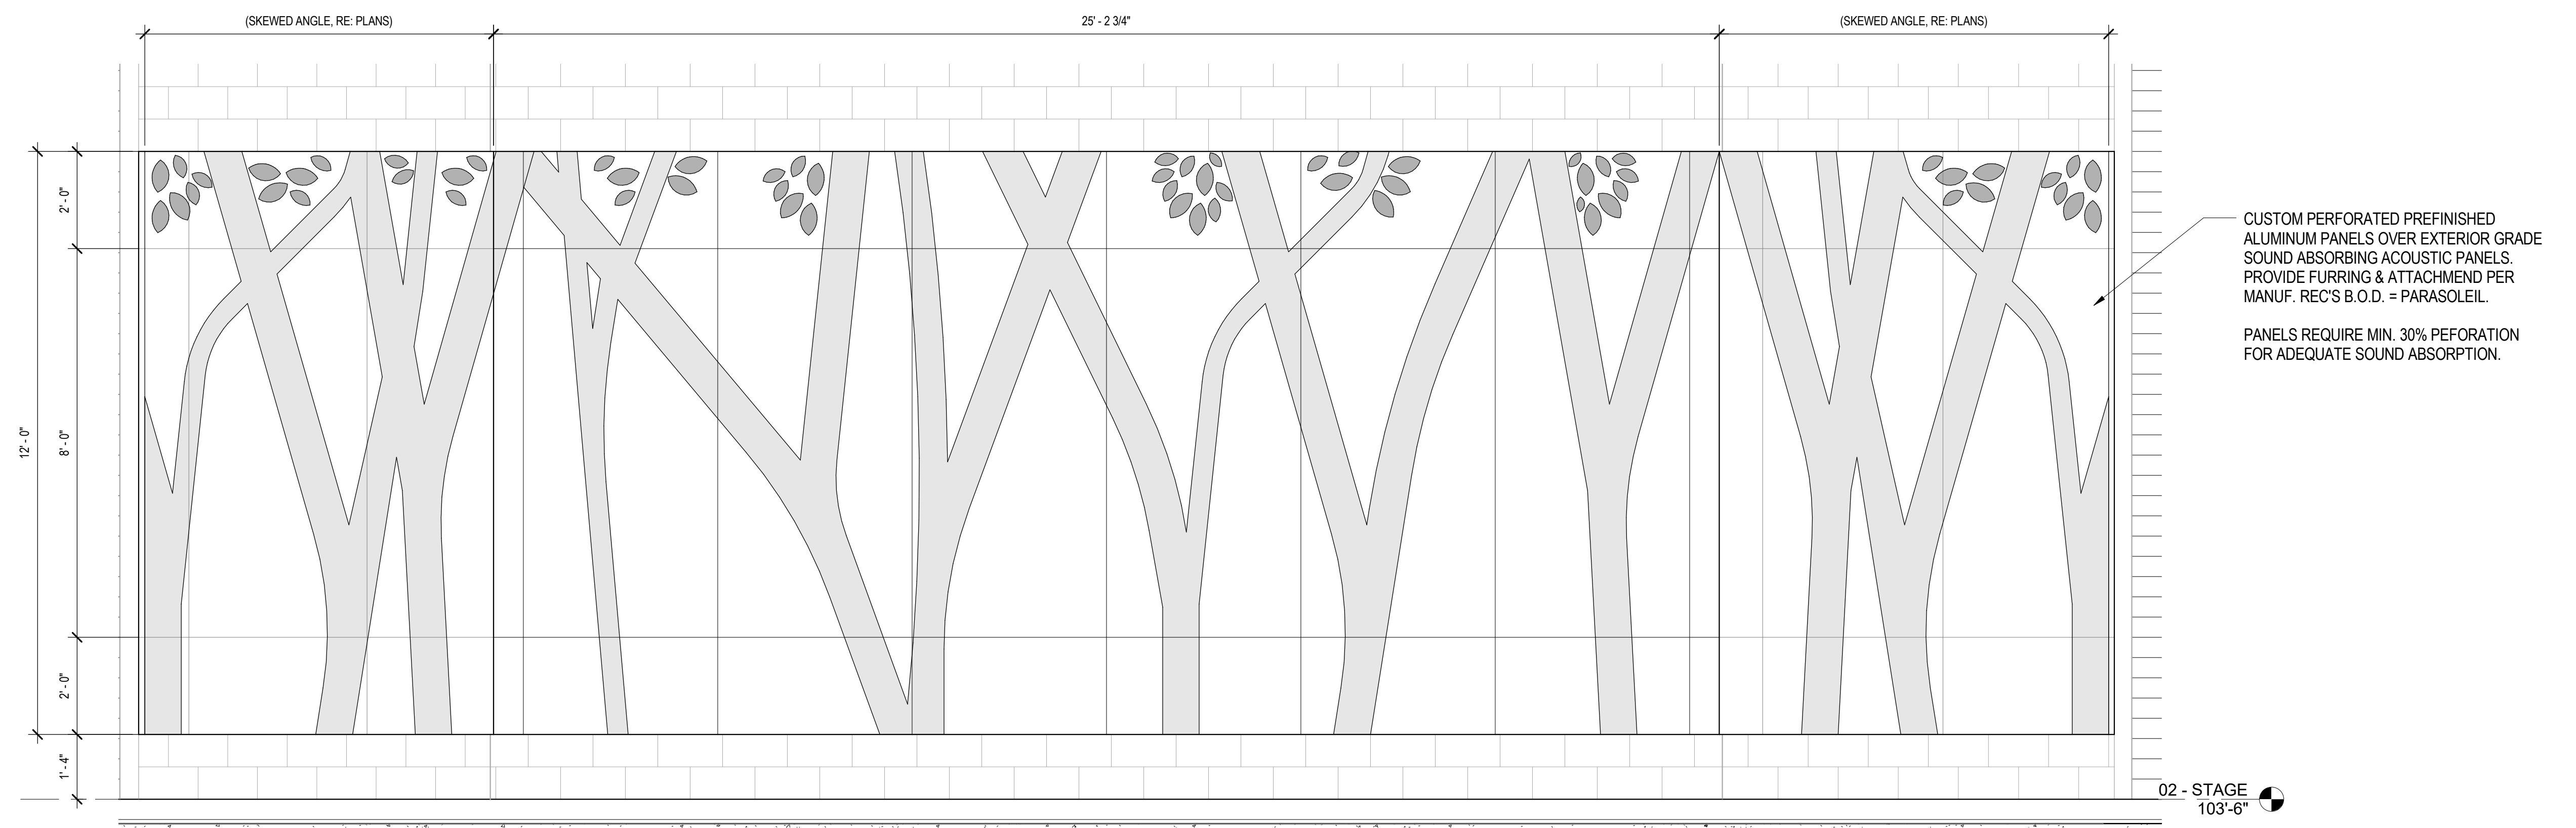 (SKEWED ANGLE, RE: PLANS)
25' - 2 3/4"
(SKEWED ANGLE, RE: PLANS)
12' - 0"
2' - 0"
8' - 0"
2' - 0"
1' - 4"
CUSTOM PERFORATED PREFINISHED
ALUMINUM PANELS OVER EXTERIOR GRADE
SOUND ABSORBING ACOUSTIC PANELS.
PROVIDE FURRING & ATTACHMEND PER
MANUF. REC'S B.O.D. = PARASOLEIL.
PANELS REQUIRE MIN. 30% PEFORATION
FOR ADEQUATE SOUND ABSORPTION.
02 - STAGE
103'-6"